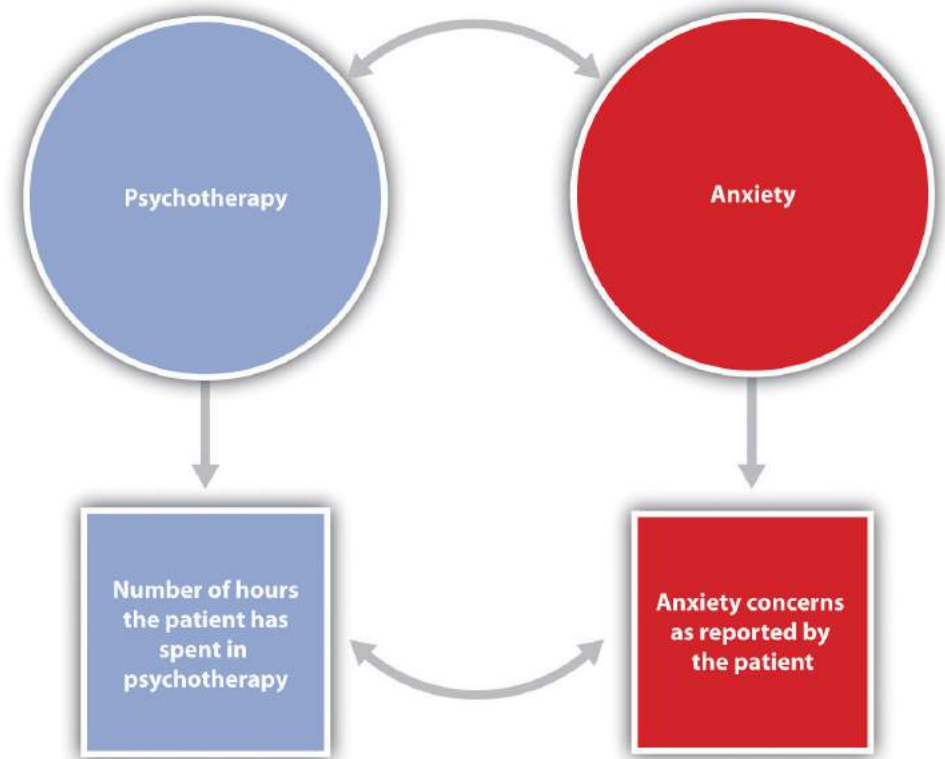 Psychotherapy
Anxiety
Number of hours
the patient has
spent in
psychotherapy
Anxiety concerns
as reported by
the patient